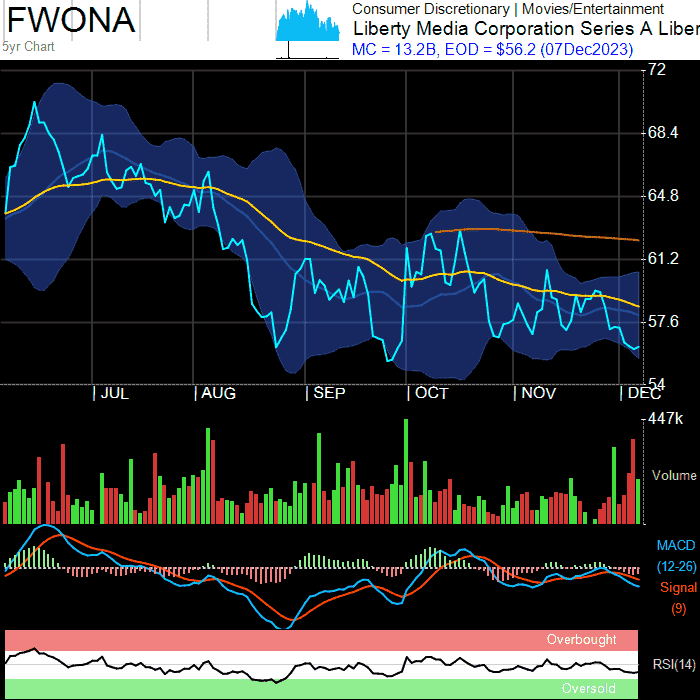 FWONA
Consumer Discretionary | Movies/Entertainment
Liberty Media Corporation Series A Liber
5yr Chart
MC = 13.2B, EOD = $56.2 (07Dec2023)
72
68.4
64.8
61.2
57.6
54
JUL AUG SEP OCT NOV DEC
447k
Volume
MACD
(12-26)
Signal
(9)
Overbought
RSI(14)
Oversold